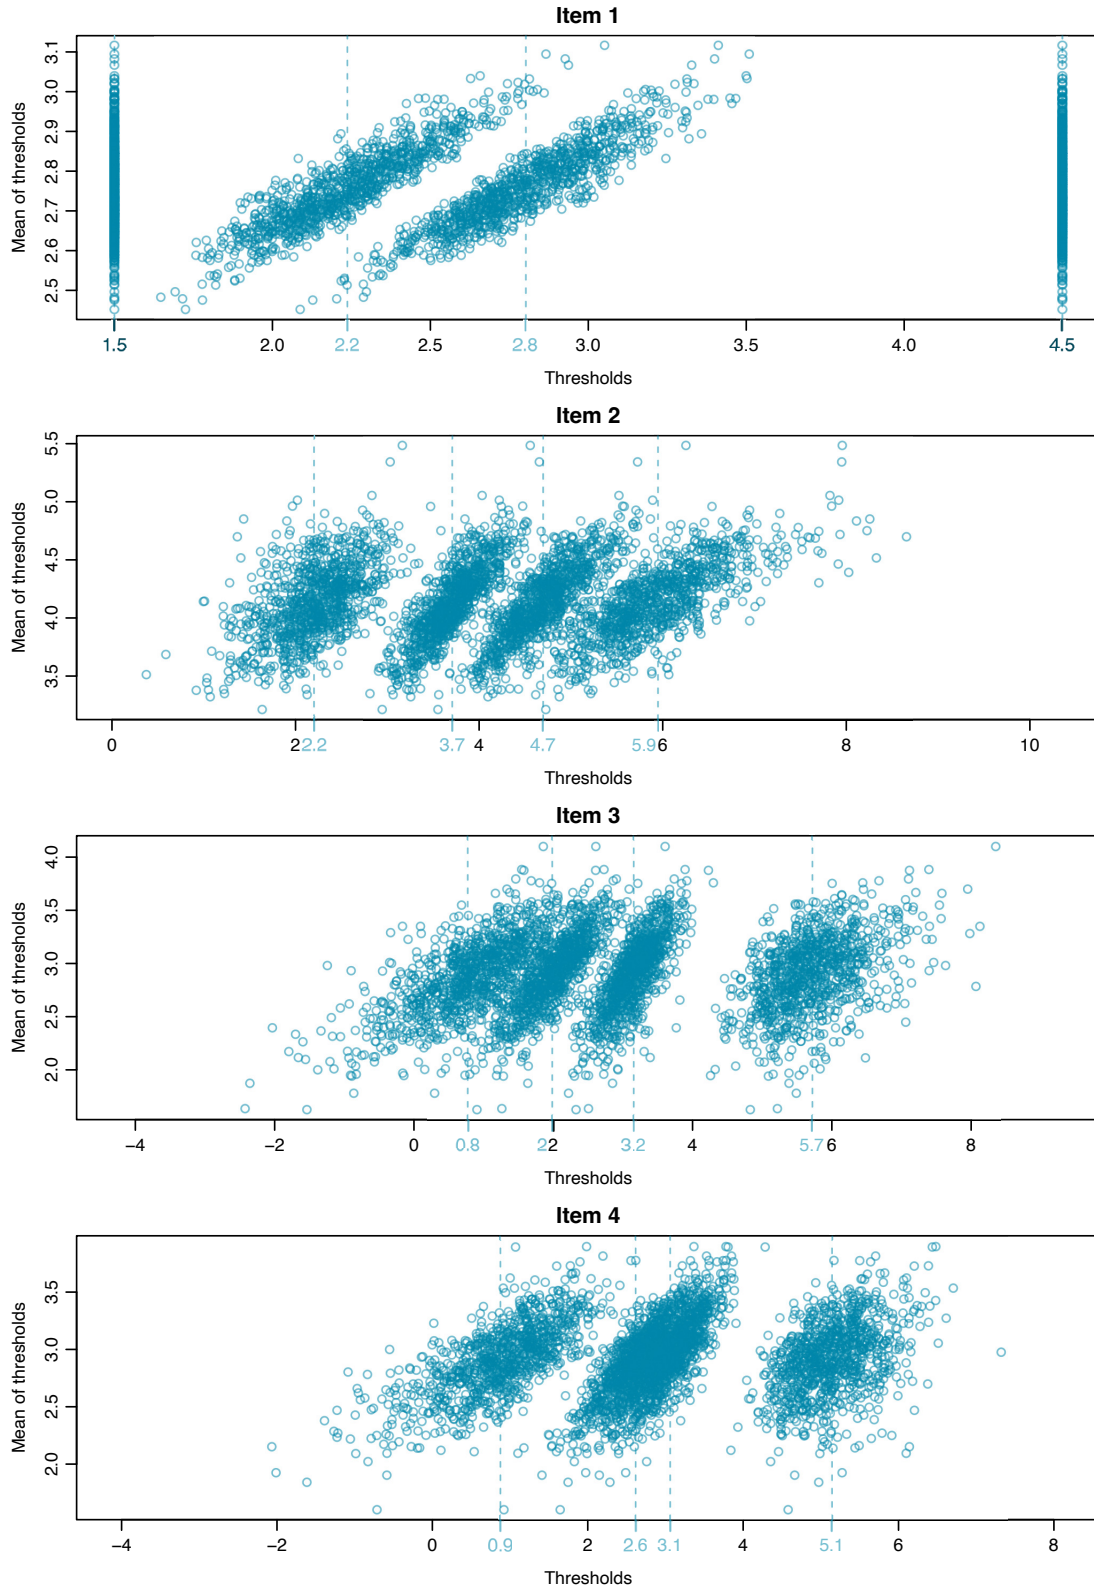 Item 1
Mean of thresholds
3.1
3.0
2.9
2.8
2.7
2.6
2.5
1.5 2.0 2.2 2.5 2.8 3.0 3.5 4.0 4.5
Thresholds
Item 2
Mean of thresholds
5.5
5.0
4.5
4.0
3.5
0 2 2.2 3.7 4 4.7 5.9 6 8 10
Thresholds
Item 3
Mean of thresholds
4.0
3.5
3.0
2.5
2.0
−4 −2 0 0.8 2 2 3.2 4 5.7 6 8
Thresholds
Item 4
Mean of thresholds
3.5
3.0
2.5
2.0
−4 −2 0 0.9 2 2.6 3.1 4 5.1 6 8
Thresholds